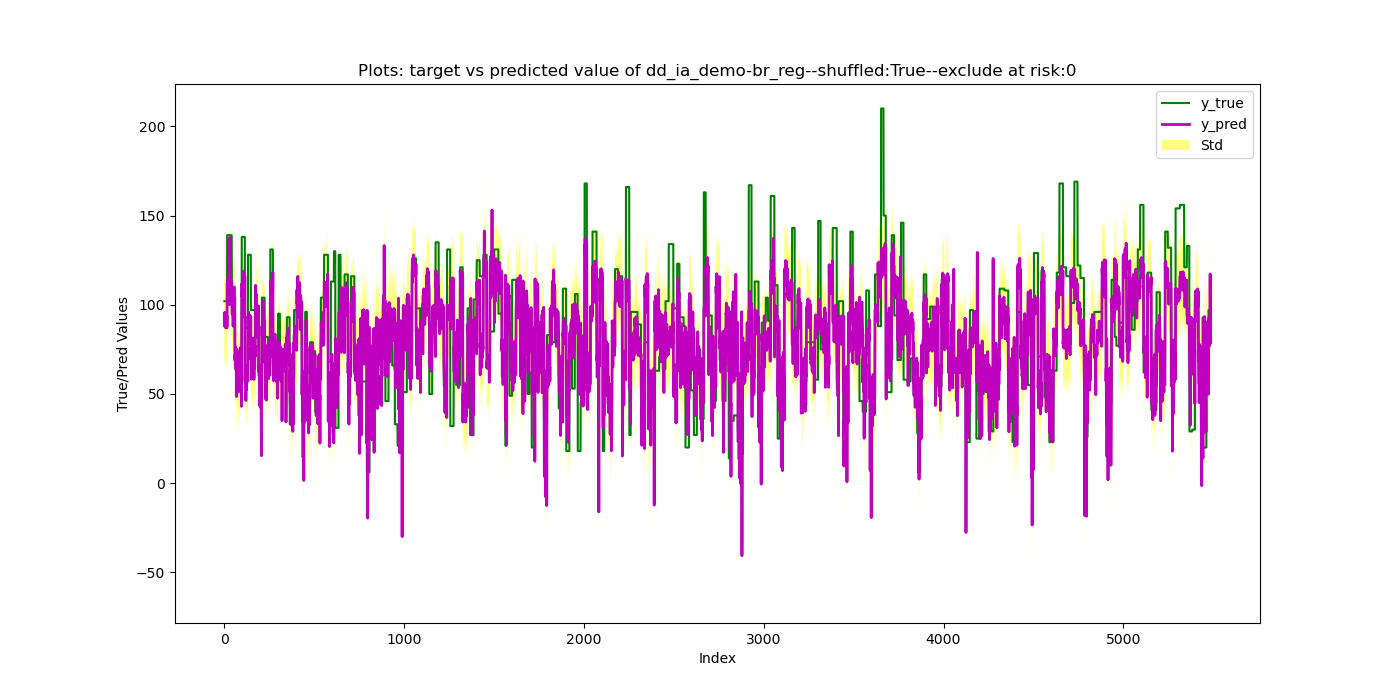 Plots: target vs predicted value of dd_ia_demo-br_reg--shuffled:True--exclude at risk:0
y_true
y_pred
Std
200
150
100
50
0
−50
True/Pred Values
0 1000 2000 3000 4000 5000
Index